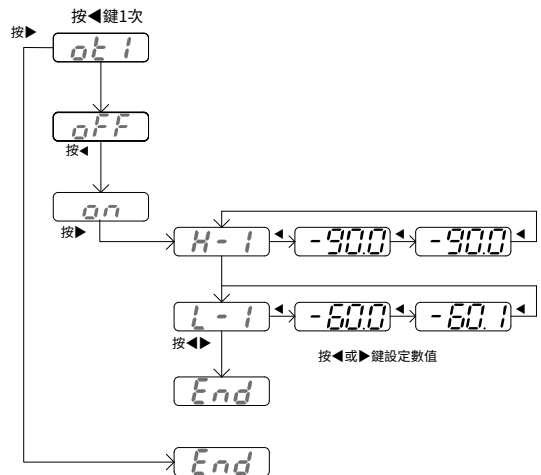 按◀鍵1次
按▶
ot 1
oFF
按◀
on
按▶
H-1 ◀ -90.0 ◀ -90.0 ◀
L-1 ◀ -60.0 ◀ -60.1 ◀
按◀▶
按◀或▶鍵設定數值
End
End